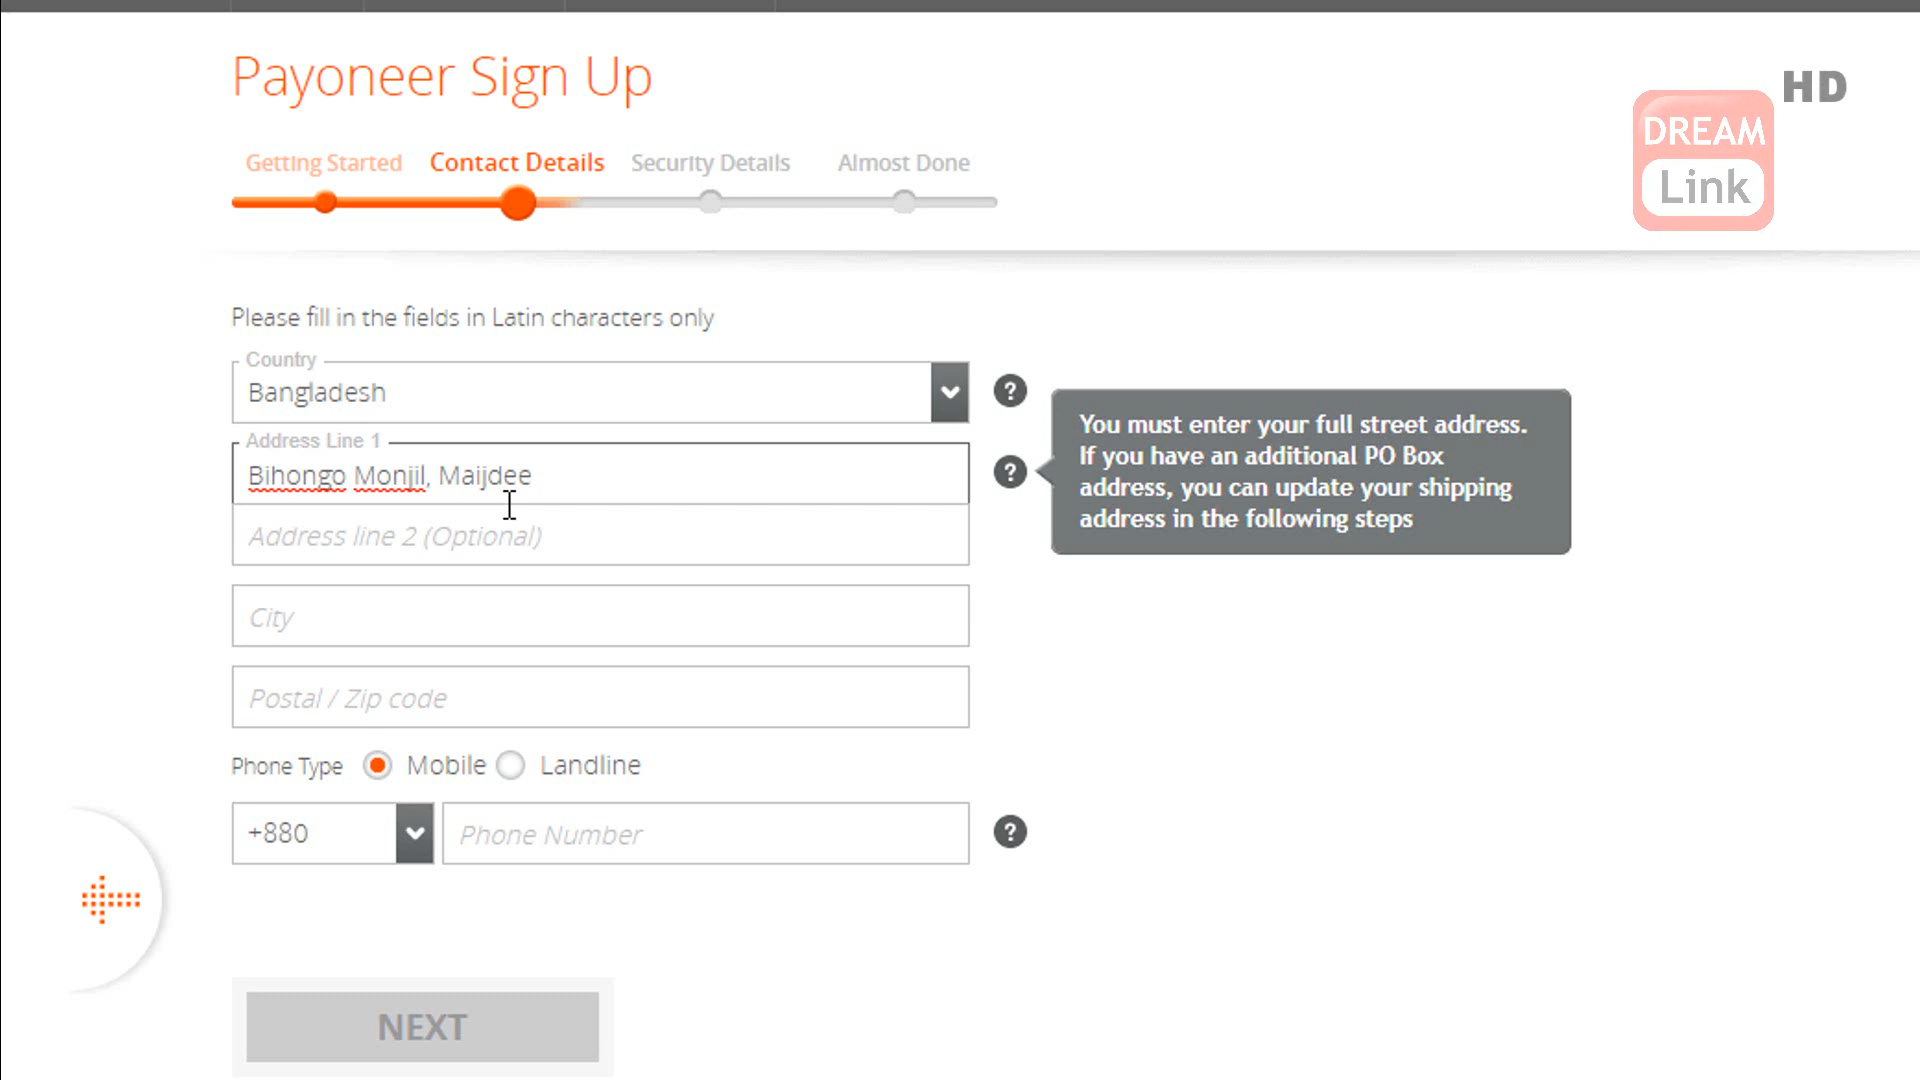 Payoneer Sign Up
HD
DREAM
Link
Getting Started Contact Details Security Details Almost Done
Please fill in the fields in Latin characters only
Country
Bangladesh
?
Address Line 1
Bihongo Monjil, Maijdee
?
You must enter your full street address.
If you have an additional PO Box
address, you can update your shipping
address in the following steps
Address line 2 (Optional)
City
Postal / Zip code
Phone Type Mobile Landline
+880 Phone Number
?
NEXT